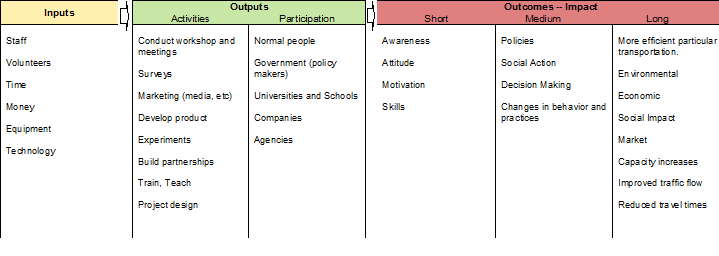 Inputs
Outputs
Activities
Participation
Outcomes -- Impact
Short
Medium
Long
Staff
Volunteers
Time
Money
Equipment
Technology
Conduct workshop and
meetings
Surveys
Marketing (media, etc)
Develop product
Experiments
Build partnerships
Train, Teach
Project design
Normal people
Government (policy
makers)
Universities and Schools
Companies
Agencies
Awareness
Attitude
Motivation
Skills
Policies
Social Action
Decision Making
Changes in behavior and
practices
More efficient particular
transportation.
Environmental
Economic
Social Impact
Market
Capacity increases
Improved traffic flow
Reduced travel times